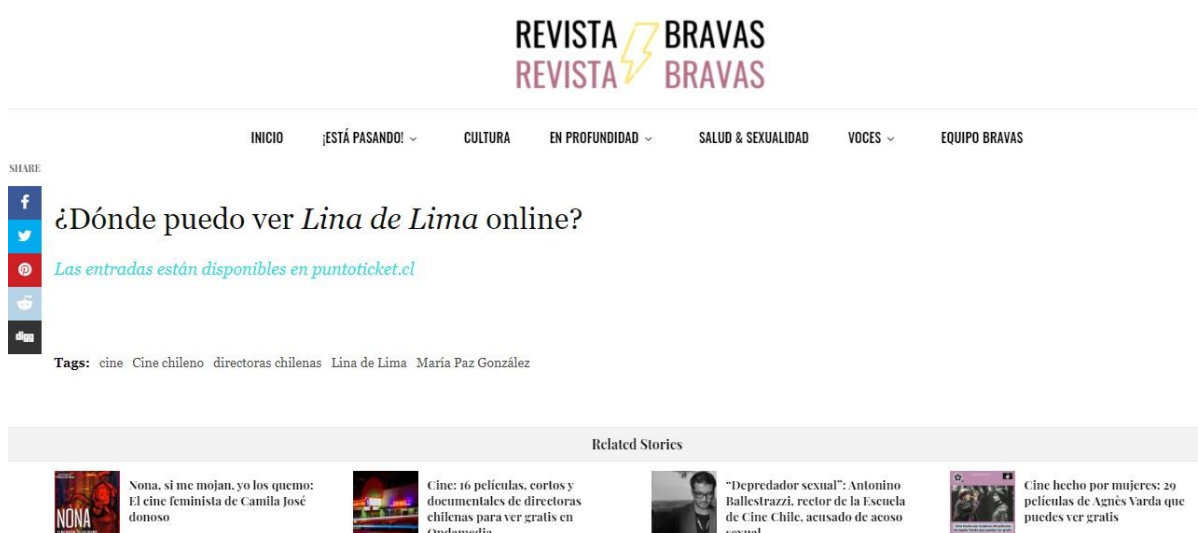 REVISTA BRAVAS
REVISTA BRAVAS
INICIO ¡ESTÁ PASANDO! CULTURA EN PROFUNDIDAD SALUD & SEXUALIDAD VOCES EQUIPO BRAVAS
SHARE
¿Dónde puedo ver Lina de Lima online?
Las entradas están disponibles en puntoticket.cl
digg
Tags: cine Cine chileno directoras chilenas Lina de Lima María Paz González
Related Stories
NONA
Nona, si me mojan, yo los quemo:
El cine feminista de Camila José
donoso
Cine: 16 películas, cortos y
documentales de directoras
chilenas para ver gratis en
Ondamedia
“Depredador sexual”: Antonino
Ballestrazzi, rector de la Escuela
de Cine Chile, acusado de acoso
sexual
Cine hecho por mujeres: 29
películas de Agnès Varda que
puedes ver gratis